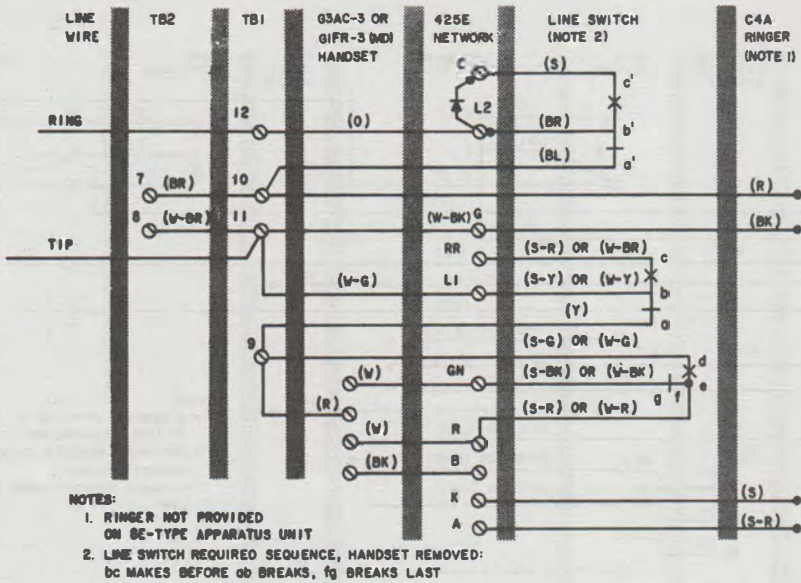 LINE WIRE
TB2
TB1
G3AC-3 OR GIFR-3 (MD) HANDSET
425E NETWORK
LINE SWITCH (NOTE 2)
C4A RINGER (NOTE 1)
C
(S)
c'
L2
12
RING
(O)
(BR)
b'
(BL)
a'
7
(BR)
10
(R)
8
(W-BR)
11
(W-BK)
G
(BK)
TIP
RR
(S-R) OR (W-BR)
c
(W-G)
L1
(S-Y) OR (W-Y)
b
(Y)
a
9
(S-G) OR (W-G)
d
(W)
GN
(S-BK) OR (W-BK)
g
f
e
(R)
(S-R) OR (W-R)
(W)
R
(BK)
B
K
(S)
A
(S-R)
NOTES:
1. RINGER NOT PROVIDED
ON SE-TYPE APPARATUS UNIT
2. LINE SWITCH REQUIRED SEQUENCE, HANDSET REMOVED:
bc MAKES BEFORE ab BREAKS, fg BREAKS LAST